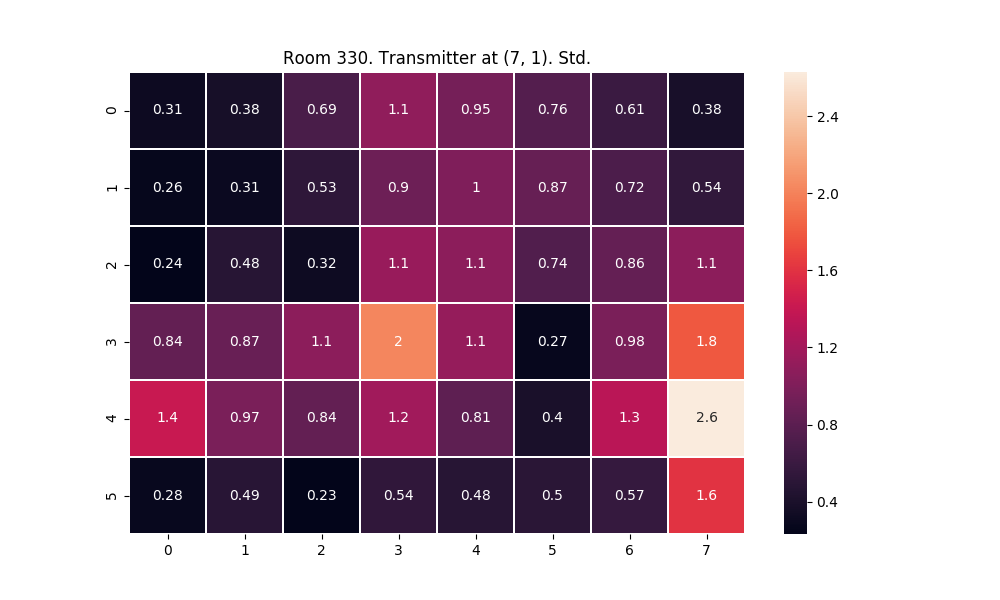 Room 330. Transmitter at (7, 1). Std.
0 0.31 0.38 0.69 1.1 0.95 0.76 0.61 0.38
1 0.26 0.31 0.53 0.9 1 0.87 0.72 0.54
2 0.24 0.48 0.32 1.1 1.1 0.74 0.86 1.1
3 0.84 0.87 1.1 2 1.1 0.27 0.98 1.8
4 1.4 0.97 0.84 1.2 0.81 0.4 1.3 2.6
5 0.28 0.49 0.23 0.54 0.48 0.5 0.57 1.6
0 1 2 3 4 5 6 7
2.4
2.0
1.6
1.2
0.8
0.4